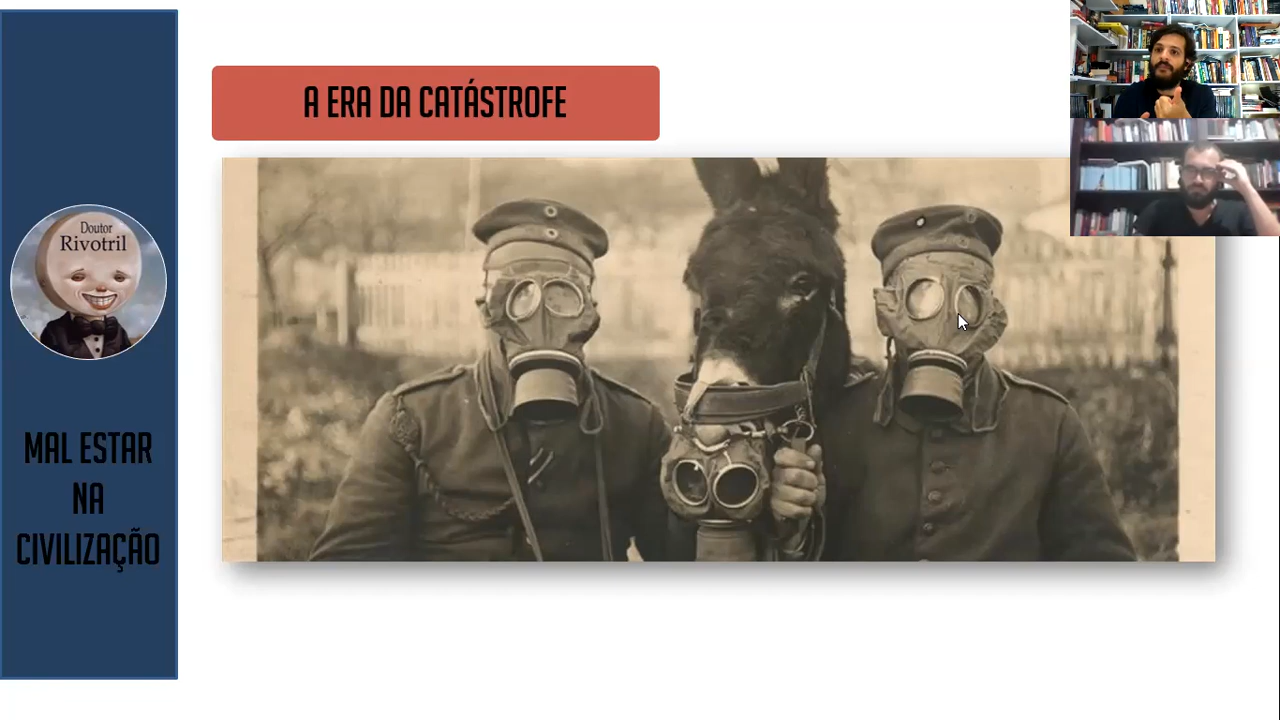 A ERA DA CATÁSTROFE
Doutor
Rivotril
MAL ESTAR
NA
CIVILIZAÇÃO